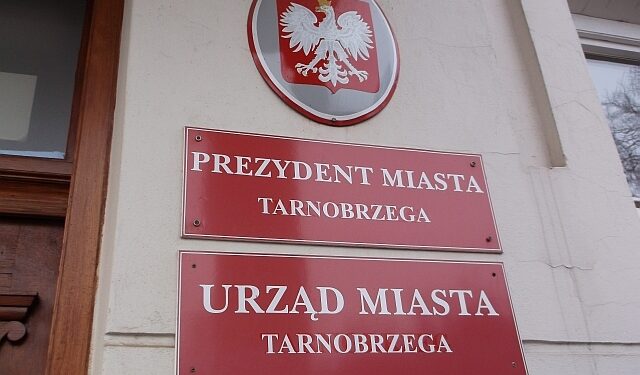 PREZYDENT MIASTA
TARNOBRZEGA
URZĄD MIASTA
TARNOBRZEGA